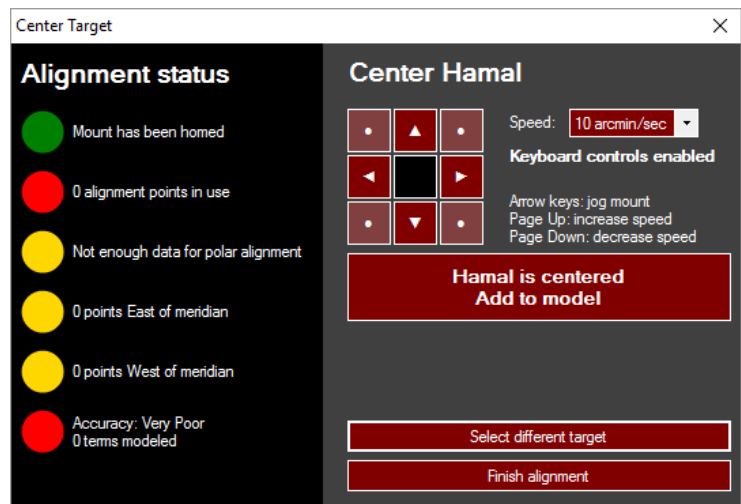 Center Target
Alignment status
Mount has been homed
0 alignment points in use
Not enough data for polar alignment
0 points East of meridian
0 points West of meridian
Accuracy: Very Poor
0 terms modeled
Center Hamal
Speed: 10 arcmin/sec
Keyboard controls enabled
Arrow keys: jog mount
Page Up: increase speed
Page Down: decrease speed
Hamal is centered
Add to model
Select different target
Finish alignment